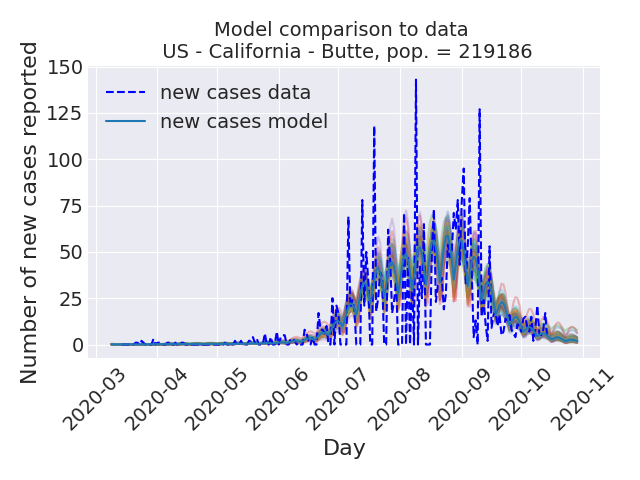 Model comparison to data
US - California - Butte, pop. = 219186
Number of new cases reported
150
125
100
75
50
25
0
new cases data
new cases model
2020-03
2020-04
2020-05
2020-06
2020-07
2020-08
2020-09
2020-10
2020-11
Day